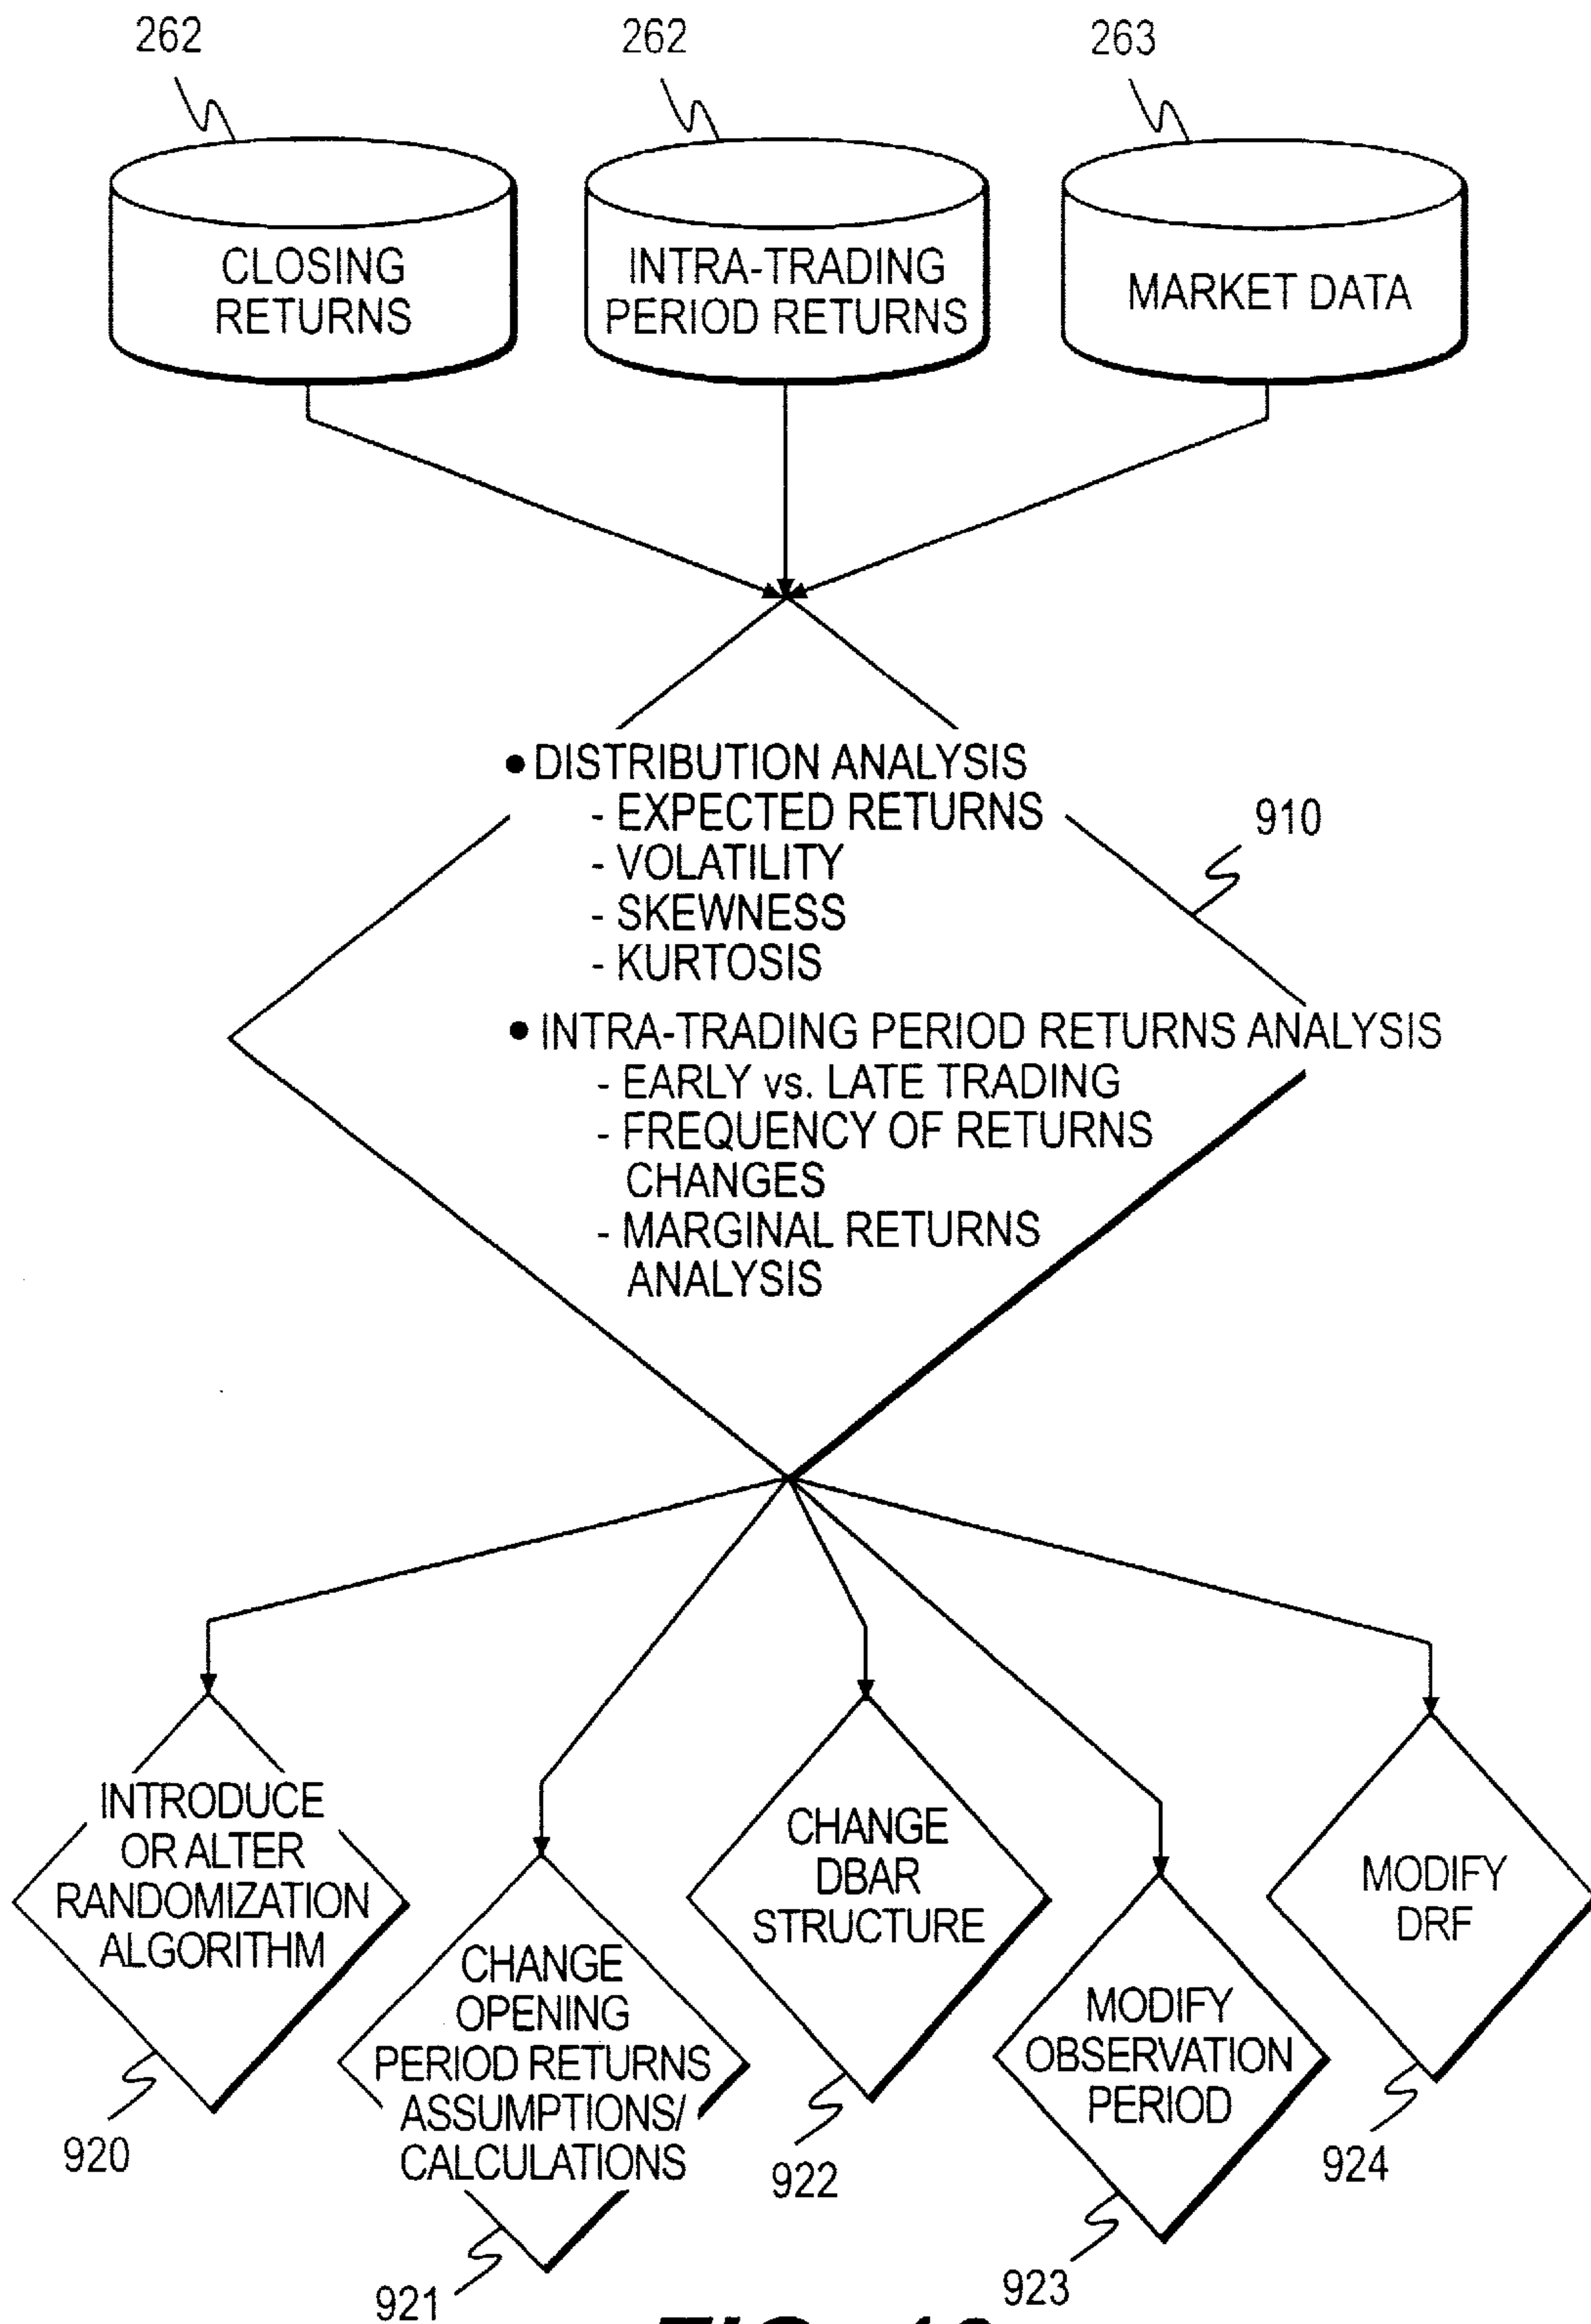 262
262
263
CLOSING
RETURNS
INTRA-TRADING
PERIOD RETURNS
MARKET DATA
• DISTRIBUTION ANALYSIS
- EXPECTED RETURNS
- VOLATILITY
- SKEWNESS
- KURTOSIS
910
• INTRA-TRADING PERIOD RETURNS ANALYSIS
- EARLY vs. LATE TRADING
- FREQUENCY OF RETURNS
CHANGES
- MARGINAL RETURNS
ANALYSIS
INTRODUCE
OR ALTER
RANDOMIZATION
ALGORITHM
920
CHANGE
OPENING
PERIOD RETURNS
ASSUMPTIONS/
CALCULATIONS
921
CHANGE
DBAR
STRUCTURE
922
MODIFY
OBSERVATION
PERIOD
923
MODIFY
DRF
924